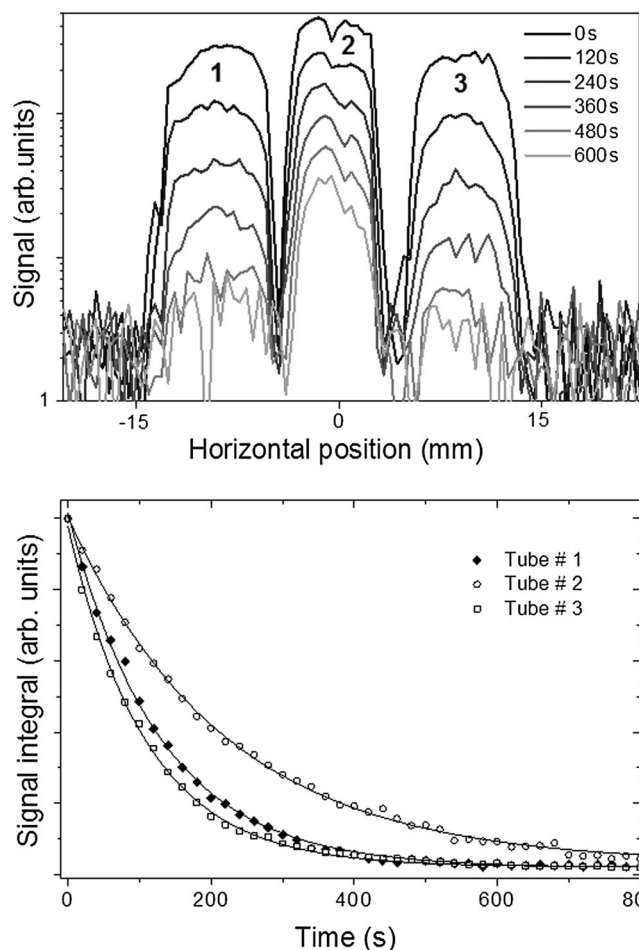 Signal (arb.units)
1
1
2
3
0s
120s
240s
360s
480s
600s
-15
0
15
Horizontal position (mm)
Signal integral (arb. units)
Tube # 1
Tube # 2
Tube # 3
0
200
400
600
Time (s)